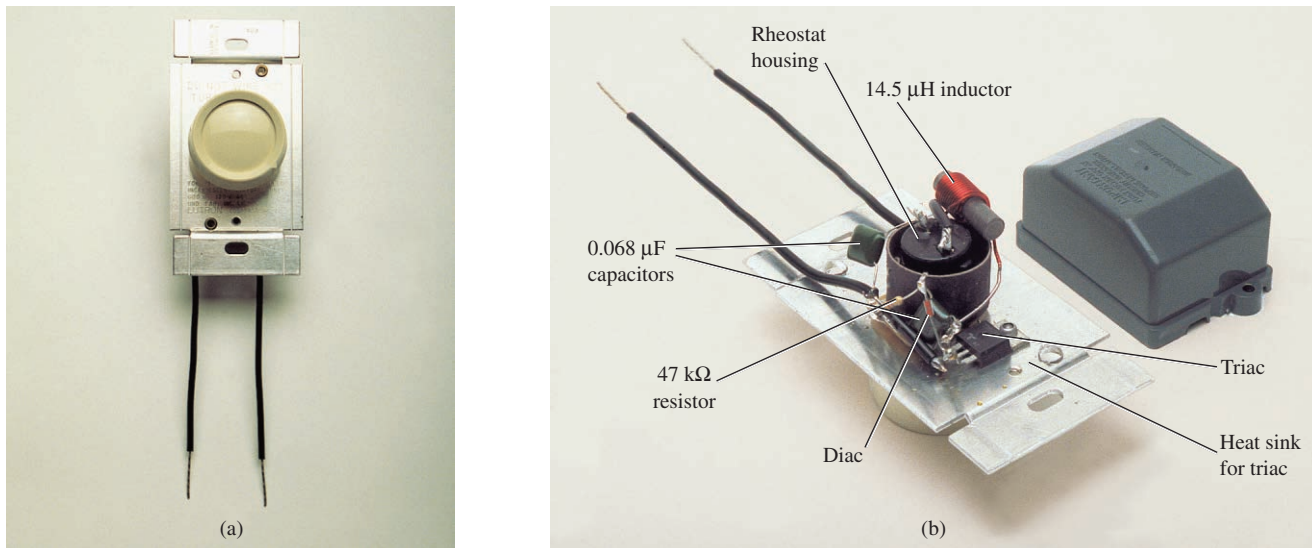 Rheostat
housing
14.5 μH inductor
0.068 μF
capacitors
47 kΩ
resistor
Diac
Triac
Heat sink
for triac
(a)
(b)